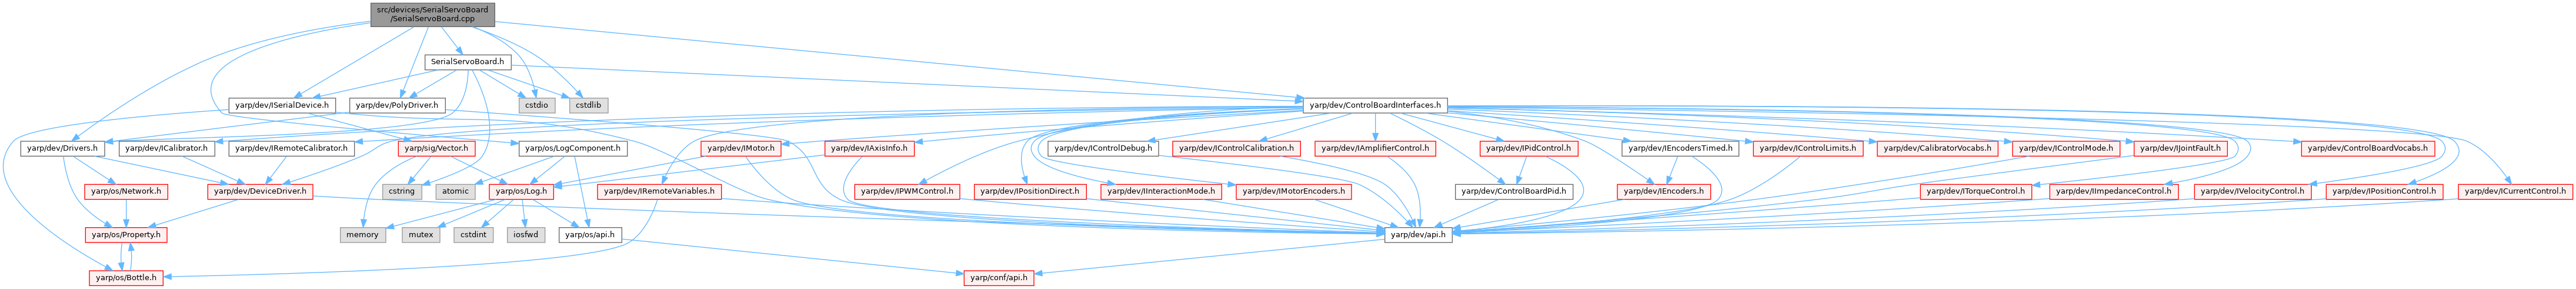 src/devices/SerialServoBoard
/SerialServoBoard.cpp
SerialServoBoard.h
yarp/dev/ISerialDevice.h
yarp/dev/PolyDriver.h
cstdio
cstdlib
yarp/dev/ControlBoardInterfaces.h
yarp/dev/Drivers.h
yarp/dev/ICalibrator.h
yarp/dev/IRemoteCalibrator.h
yarp/sig/Vector.h
yarp/os/LogComponent.h
yarp/dev/IMotor.h
yarp/dev/IAxisInfo.h
yarp/dev/IControlDebug.h
yarp/dev/IControlCalibration.h
yarp/dev/IAmplifierControl.h
yarp/dev/IPidControl.h
yarp/dev/IEncodersTimed.h
yarp/dev/IControlLimits.h
yarp/dev/CalibratorVocabs.h
yarp/dev/IControlMode.h
yarp/dev/IJointFault.h
yarp/dev/ControlBoardVocabs.h
yarp/os/Network.h
yarp/dev/DeviceDriver.h
cstring
atomic
yarp/os/Log.h
yarp/dev/IRemoteVariables.h
yarp/dev/IPWMControl.h
yarp/dev/IPositionDirect.h
yarp/dev/IInteractionMode.h
yarp/dev/IMotorEncoders.h
yarp/dev/ControlBoardPid.h
yarp/dev/IEncoders.h
yarp/dev/ITorqueControl.h
yarp/dev/IImpedanceControl.h
yarp/dev/IVelocityControl.h
yarp/dev/IPositionControl.h
yarp/dev/ICurrentControl.h
yarp/os/Property.h
memory
mutex
cstdint
iosfwd
yarp/os/api.h
yarp/dev/api.h
yarp/os/Bottle.h
yarp/conf/api.h